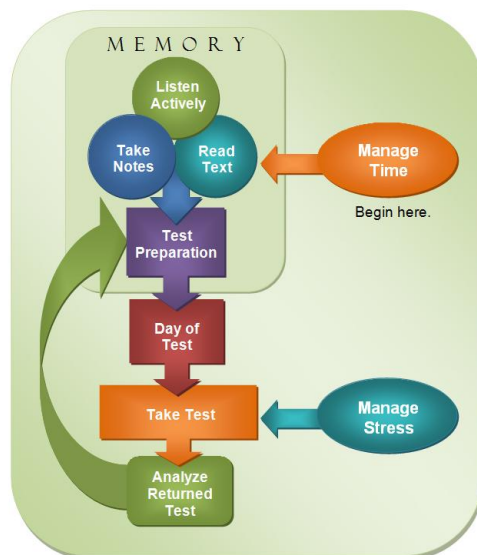 MEMORY
Listen
Actively
Take
Notes
Read
Text
Manage
Time
Begin here.
Test
Preparation
Day of
Test
Take Test
Manage
Stress
Analyze
Returned
Test